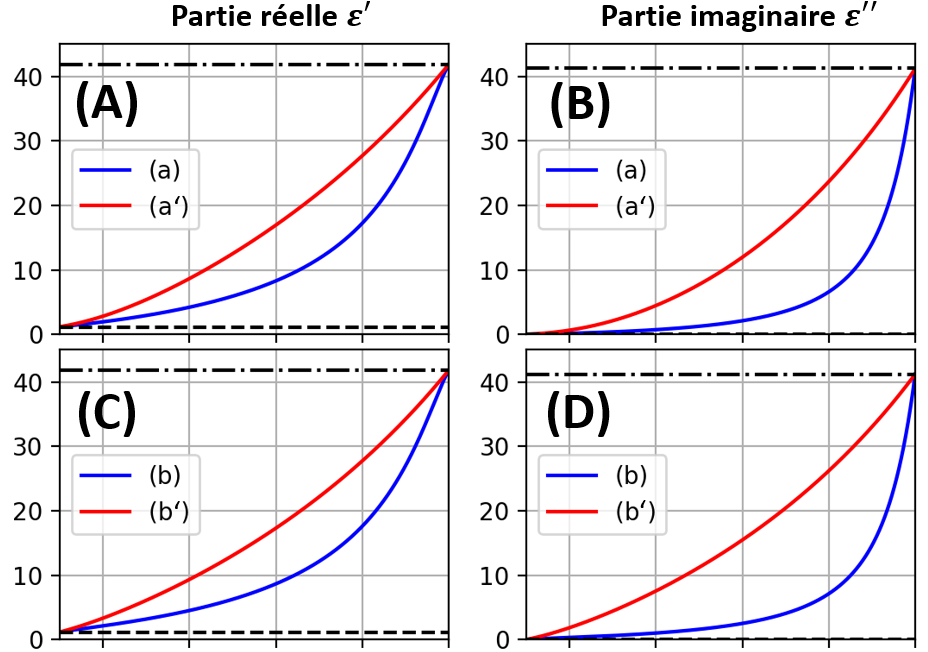 Partie réelle ε′
Partie imaginaire ε′′
40
30
20
10
0
(A)
(a)
(a‘)
40
30
20
10
0
(B)
(a)
(a‘)
40
30
20
10
0
(C)
(b)
(b‘)
40
30
20
10
0
(D)
(b)
(b‘)